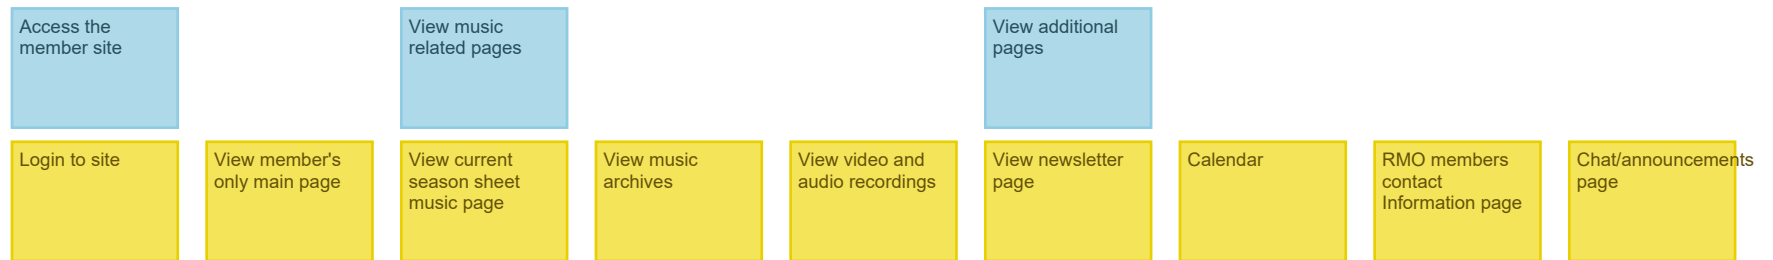 Access the
member site
View music
related pages
View additional
pages
Login to site
View member's
only main page
View current
season sheet
music page
View music
archives
View video and
audio recordings
View newsletter
page
Calendar
RMO members
contact
Information page
Chat/announcements
page